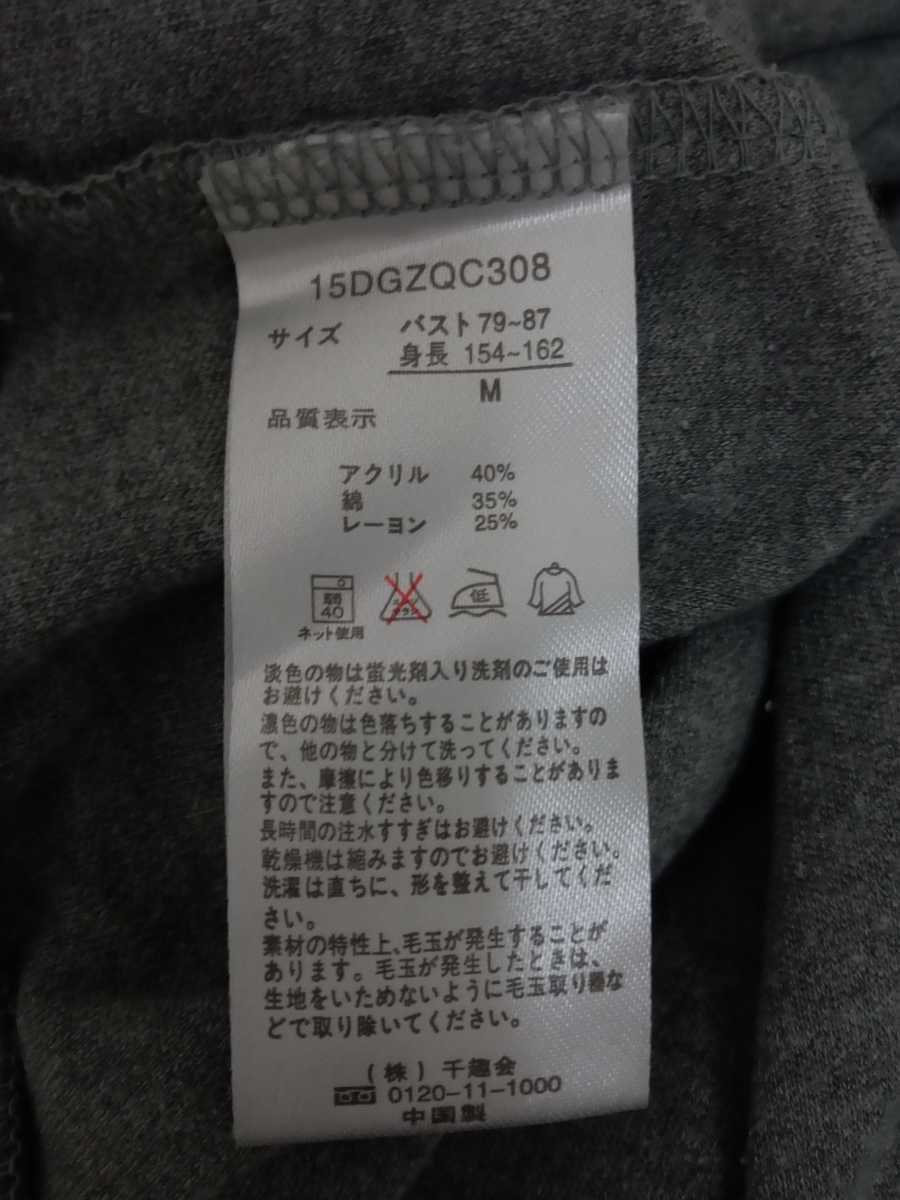 15DGZQC308
サイズ バスト 79~87
身長 154~162
M
品質表示
アクリル 40%
綿 35%
レーヨン 25%
弱
40
低
ネット使用
淡色の物は蛍光剤入り洗剤のご使用は
お避けください。
濃色の物は色落ちすることがありますの
で、他の物と分けて洗ってください。
また、摩擦により色移りすることがありま
すので注意ください。
長時間の注水すすぎはお避けください。
乾燥機は縮みますのでお避けください。
洗濯は直ちに、形を整えて干してくだ
さい。
素材の特性上、毛玉が発生することが
あります。毛玉が発生したときは、
生地をいためないように毛玉取り器な
どで取り除いてください。
(株)千趣会
0120-11-1000
中国製